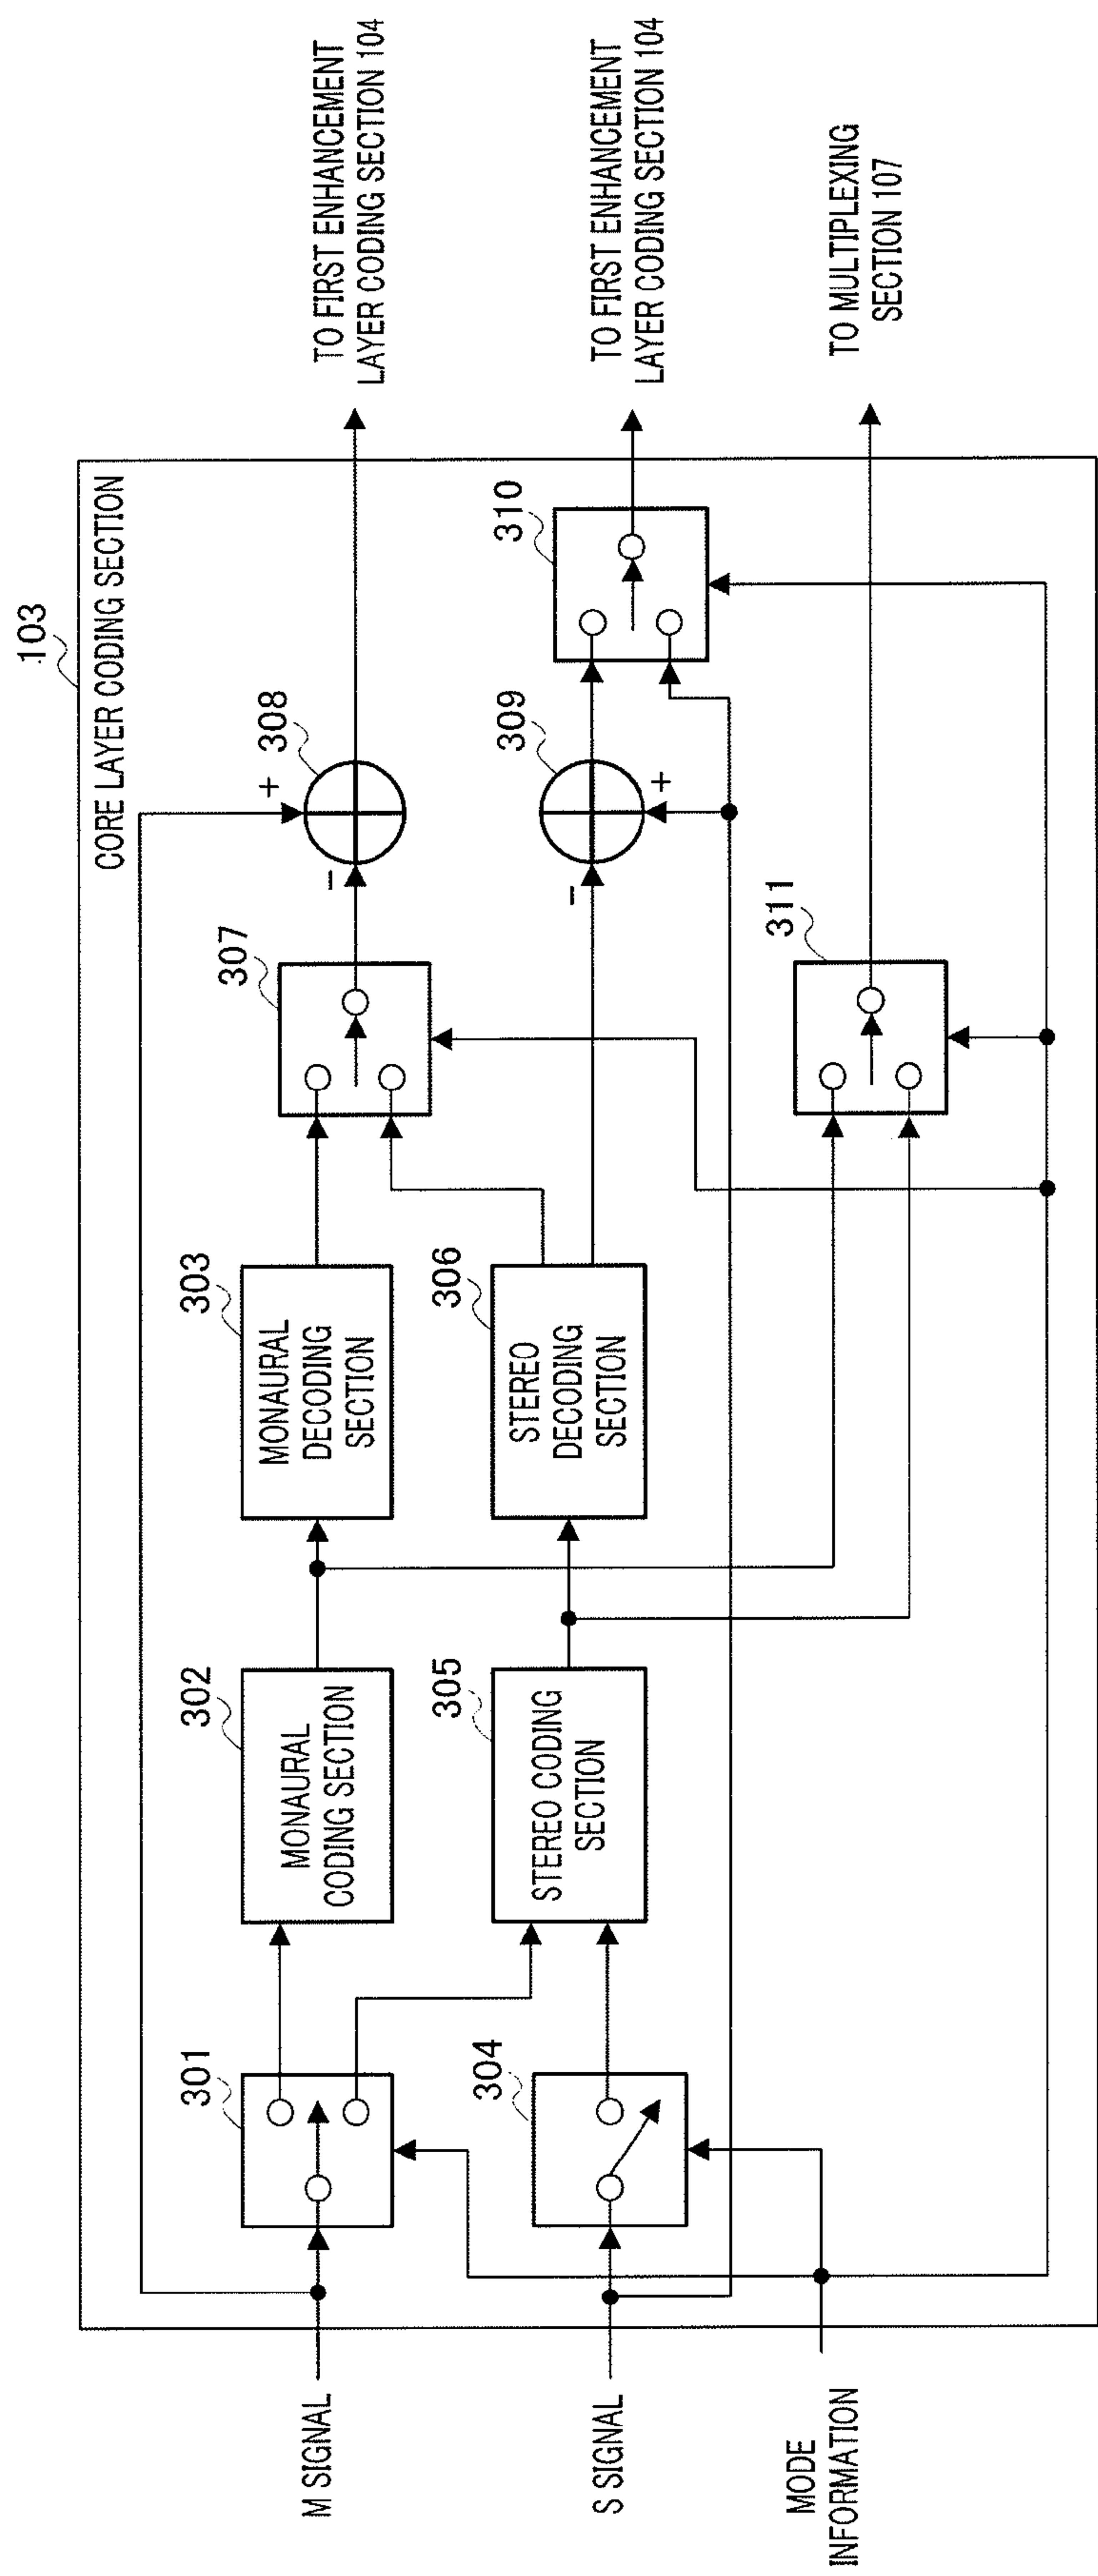 103
CORE LAYER CODING SECTION
M SIGNAL
S SIGNAL
MODE
INFORMATION
301
302
MONAURAL
CODING SECTION
303
MONAURAL
DECODING
SECTION
304
305
STEREO CODING
SECTION
306
STEREO
DECODING
SECTION
307
+
−
308
309
−
+
310
311
TO FIRST ENHANCEMENT
LAYER CODING SECTION 104
TO FIRST ENHANCEMENT
LAYER CODING SECTION 104
TO MULTIPLEXING
SECTION 107